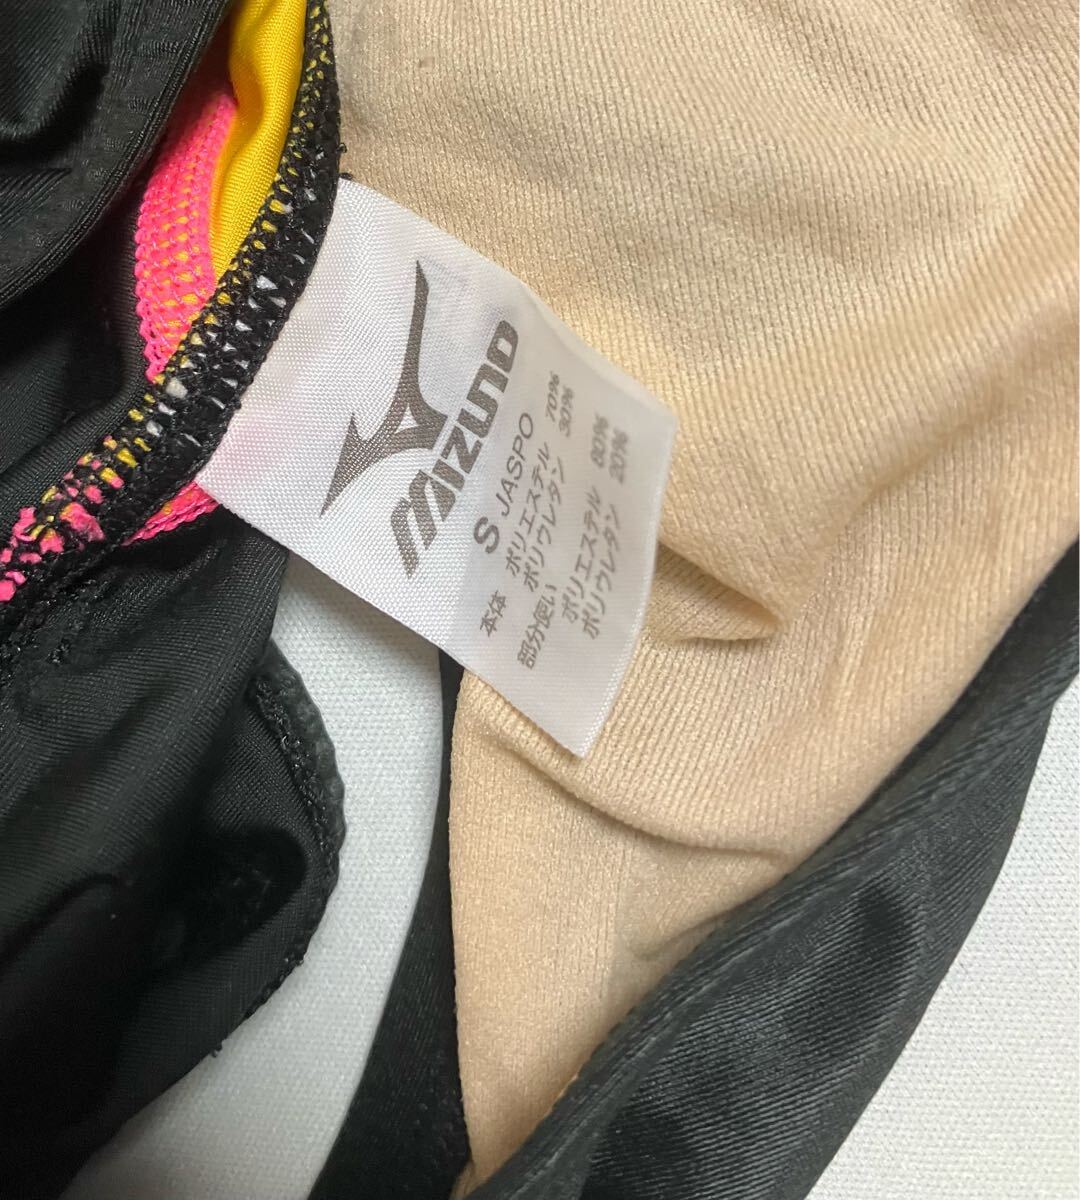 MIZUNO
S JASPO
本体 ポリエステル 70%
ポリウレタン 30%
部分使い
ポリエステル 80%
ポリウレタン 20%